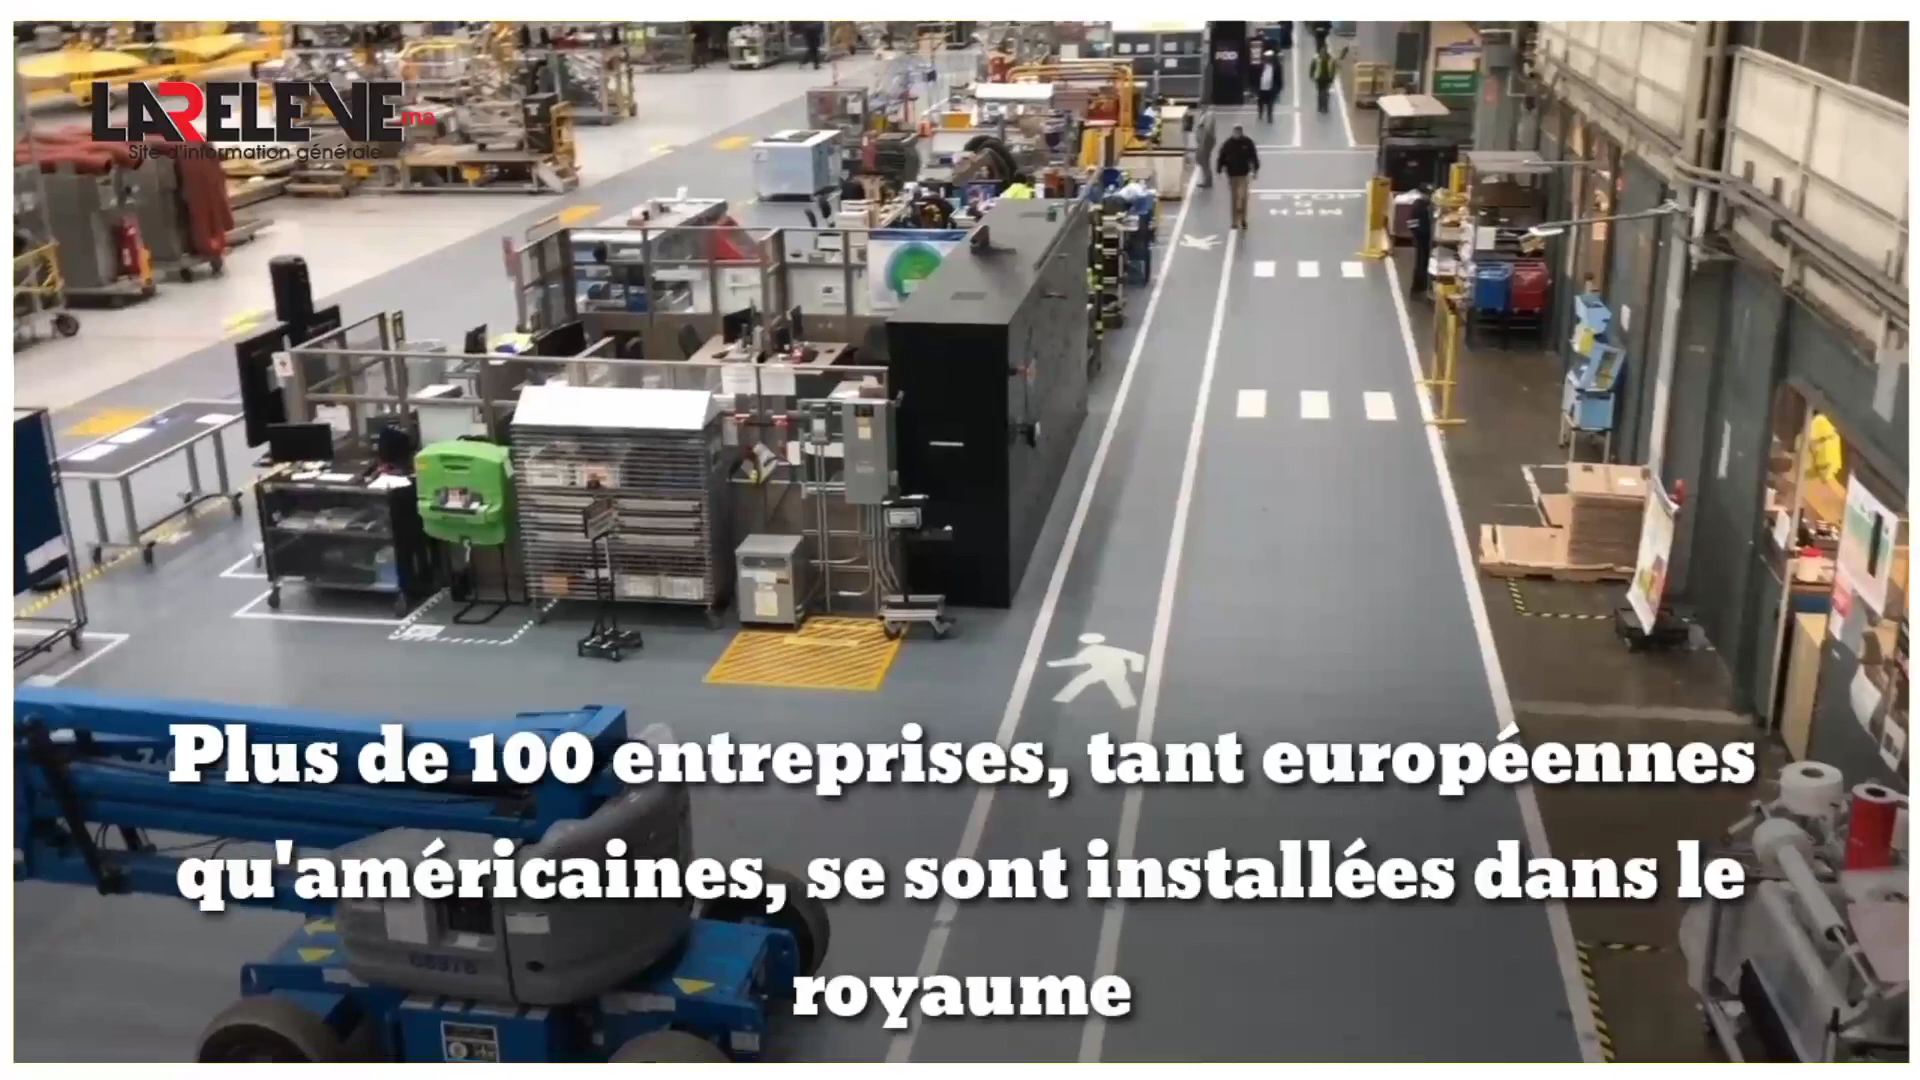 LARELEVE.ma
Site d'information générale
STOP
Plus de 100 entreprises, tant européennes
qu'américaines, se sont installées dans le
royaume